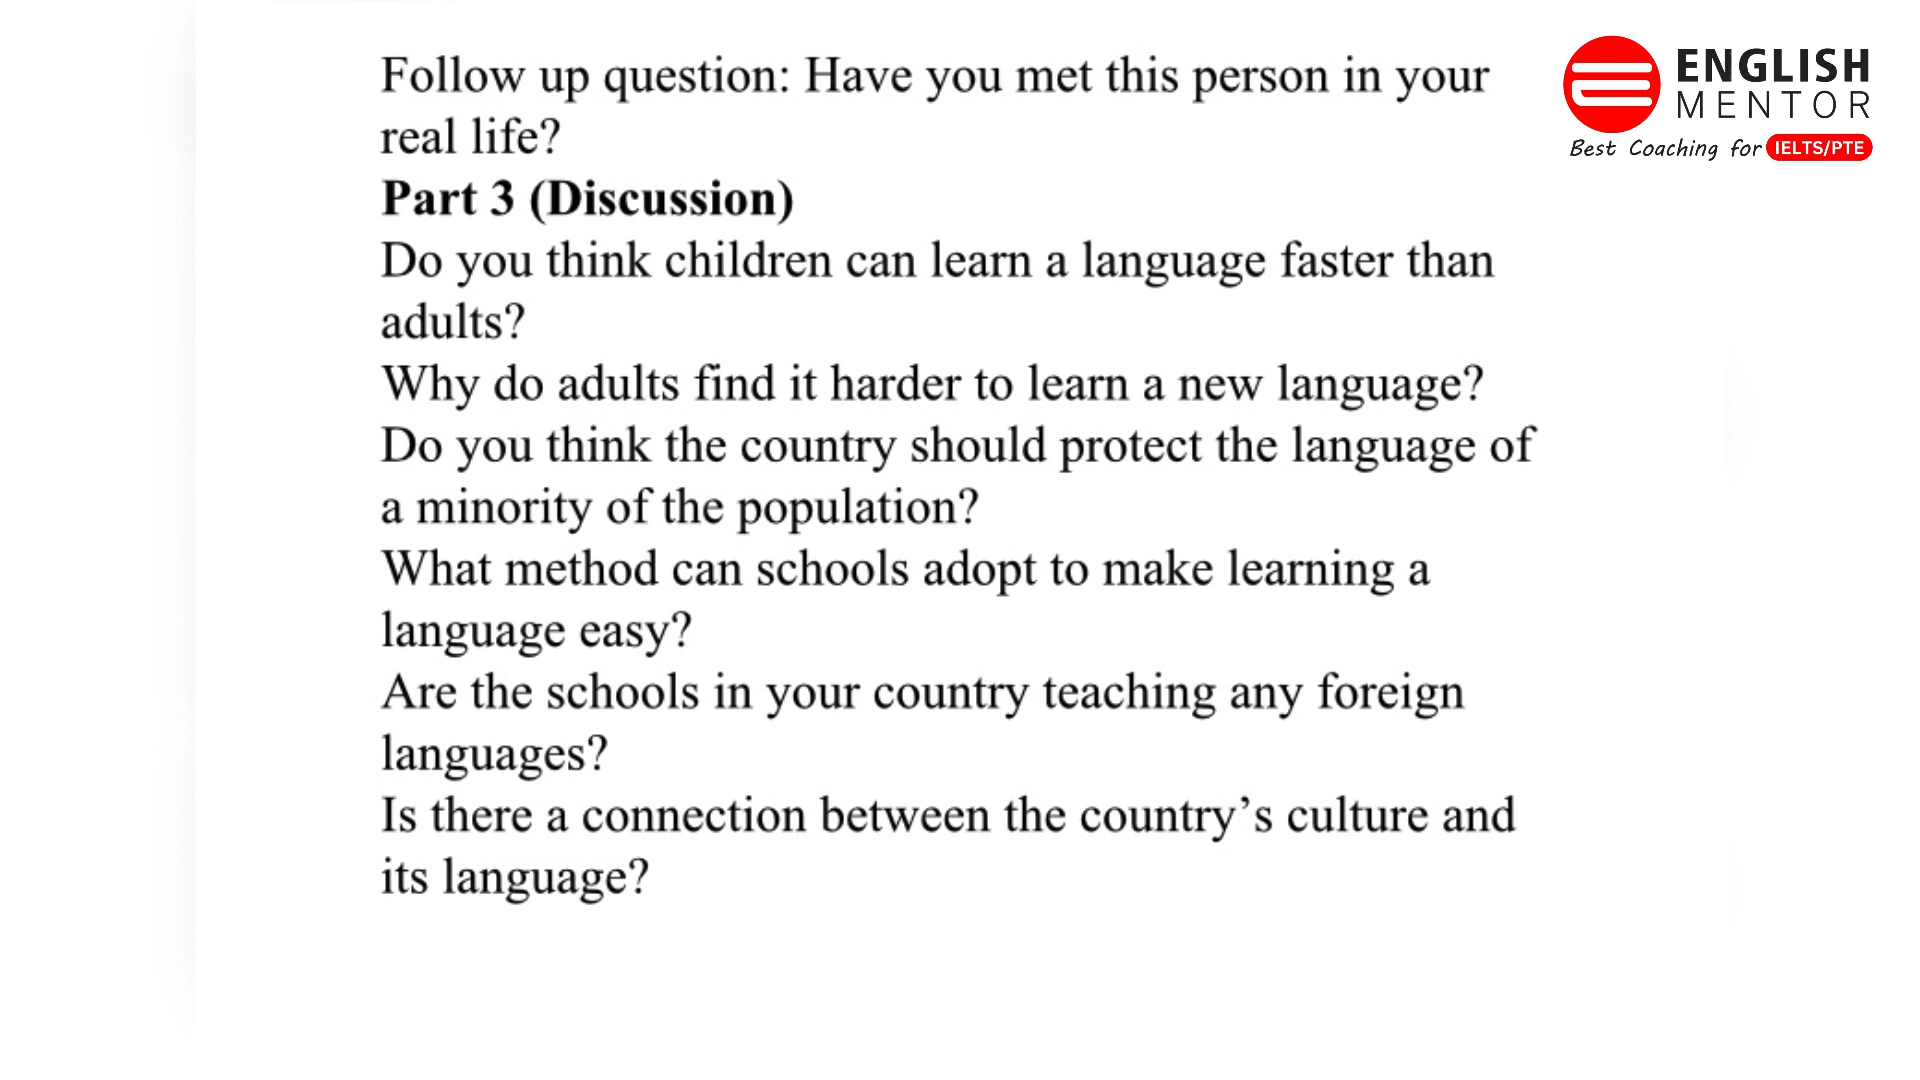 Follow up question: Have you met this person in your
real life?
Part 3 (Discussion)
Do you think children can learn a language faster than
adults?
Why do adults find it harder to learn a new language?
Do you think the country should protect the language of
a minority of the population?
What method can schools adopt to make learning a
language easy?
Are the schools in your country teaching any foreign
languages?
Is there a connection between the country’s culture and
its language?
ENGLISH
MENTOR
Best Coaching for IELTS/PTE